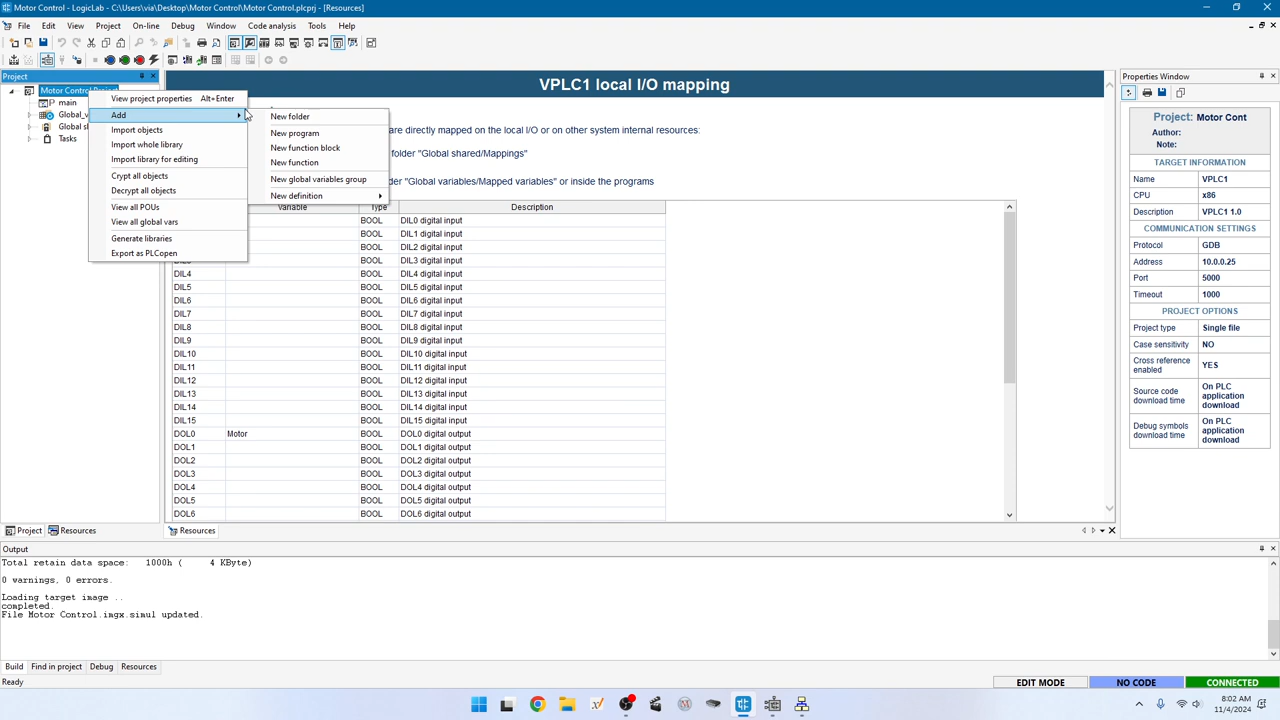 Motor Control - LogicLab - C:\Users\via\Desktop\Motor Control\Motor Control.plcprj - [Resources]
File Edit View Project On-line Debug Window Code analysis Tools Help
Project
Motor Control Project
main
Global_v
Global sh
Tasks
View project properties Alt+Enter
Add
Import objects
Import whole library
Import library for editing
Crypt all objects
Decrypt all objects
View all POUs
View all global vars
Generate libraries
Export as PLCopen
New folder
New program
New function block
New function
New global variables group
New definition
Project Resources
VPLC1 local I/O mapping
are directly mapped on the local I/O or on other system internal resources:
folder "Global shared/Mappings"
der "Global variables/Mapped variables" or inside the programs
Variable Type Description
BOOL DIL0 digital input
BOOL DIL1 digital input
BOOL DIL2 digital input
DIL3 BOOL DIL3 digital input
DIL4 BOOL DIL4 digital input
DIL5 BOOL DIL5 digital input
DIL6 BOOL DIL6 digital input
DIL7 BOOL DIL7 digital input
DIL8 BOOL DIL8 digital input
DIL9 BOOL DIL9 digital input
DIL10 BOOL DIL10 digital input
DIL11 BOOL DIL11 digital input
DIL12 BOOL DIL12 digital input
DIL13 BOOL DIL13 digital input
DIL14 BOOL DIL14 digital input
DIL15 BOOL DIL15 digital input
DOL0 Motor BOOL DOL0 digital output
DOL1 BOOL DOL1 digital output
DOL2 BOOL DOL2 digital output
DOL3 BOOL DOL3 digital output
DOL4 BOOL DOL4 digital output
DOL5 BOOL DOL5 digital output
DOL6 BOOL DOL6 digital output
Resources
Properties Window
Project: Motor Cont
Author:
Note:
TARGET INFORMATION
Name VPLC1
CPU x86
Description VPLC1 1.0
COMMUNICATION SETTINGS
Protocol GDB
Address 10.0.0.25
Port 5000
Timeout 1000
PROJECT OPTIONS
Project type Single file
Case sensitivity NO
Cross reference enabled YES
Source code download time On PLC application download
Debug symbols download time On PLC application download
Output
Total retain data space: 1000h ( 4 KByte)
0 warnings, 0 errors.
Loading target image ..
completed.
File Motor Control.imgx.simul updated.
Build Find in project Debug Resources
Ready EDIT MODE NO CODE CONNECTED
8:02 AM
11/4/2024